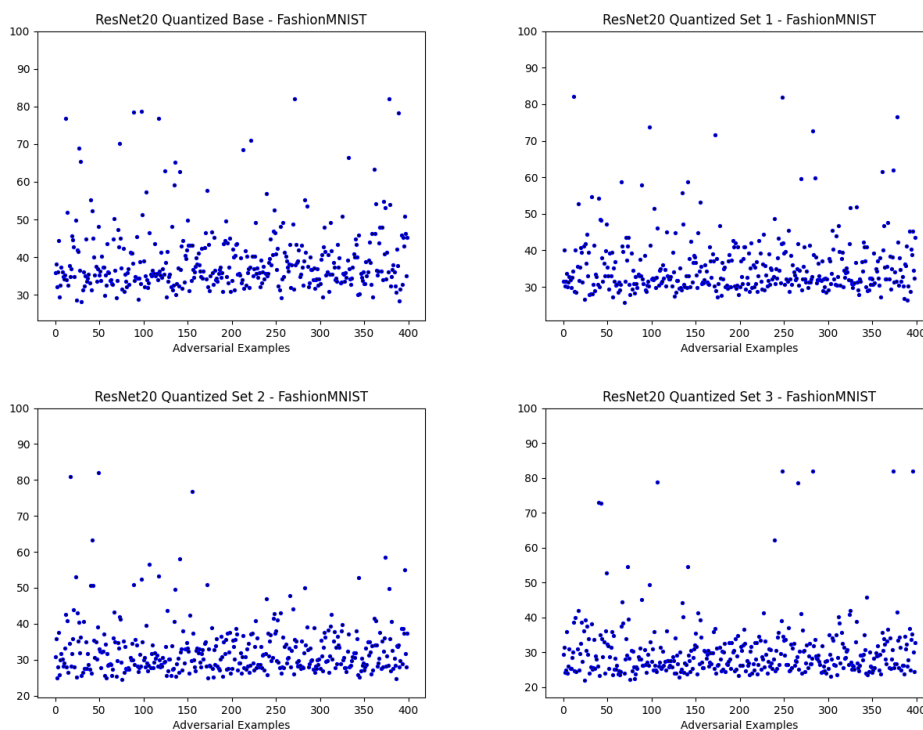 ResNet20 Quantized Base - FashionMNIST
100
90
80
70
60
50
40
30
0 50 100 150 200 250 300 350 400
Adversarial Examples
ResNet20 Quantized Set 1 - FashionMNIST
100
90
80
70
60
50
40
30
0 50 100 150 200 250 300 350 400
Adversarial Examples
ResNet20 Quantized Set 2 - FashionMNIST
100
90
80
70
60
50
40
30
20
0 50 100 150 200 250 300 350 400
Adversarial Examples
ResNet20 Quantized Set 3 - FashionMNIST
100
90
80
70
60
50
40
30
20
0 50 100 150 200 250 300 350 400
Adversarial Examples